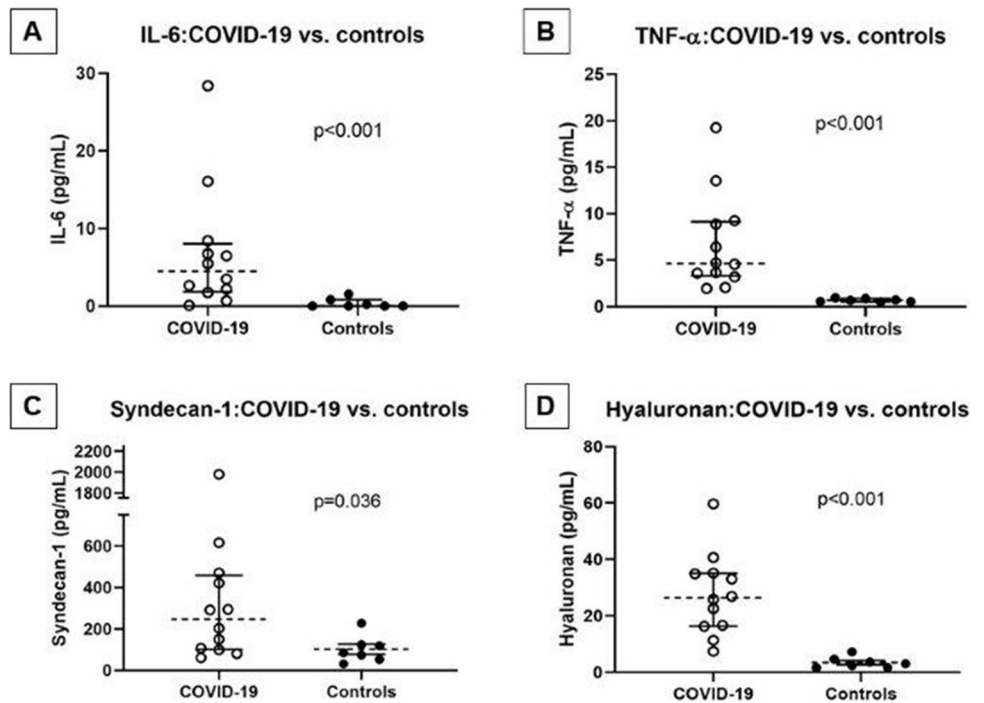 A
IL-6:COVID-19 vs. controls
30
20
10
0
IL-6 (pg/mL)
p<0.001
COVID-19
Controls
B
TNF-α:COVID-19 vs. controls
25
20
15
10
5
0
TNF-α (pg/mL)
p<0.001
COVID-19
Controls
C
Syndecan-1:COVID-19 vs. controls
2200
2000
1800
600
400
200
0
Syndecan-1 (pg/mL)
p=0.036
COVID-19
Controls
D
Hyaluronan:COVID-19 vs. controls
80
60
40
20
0
Hyaluronan (pg/mL)
p<0.001
COVID-19
Controls